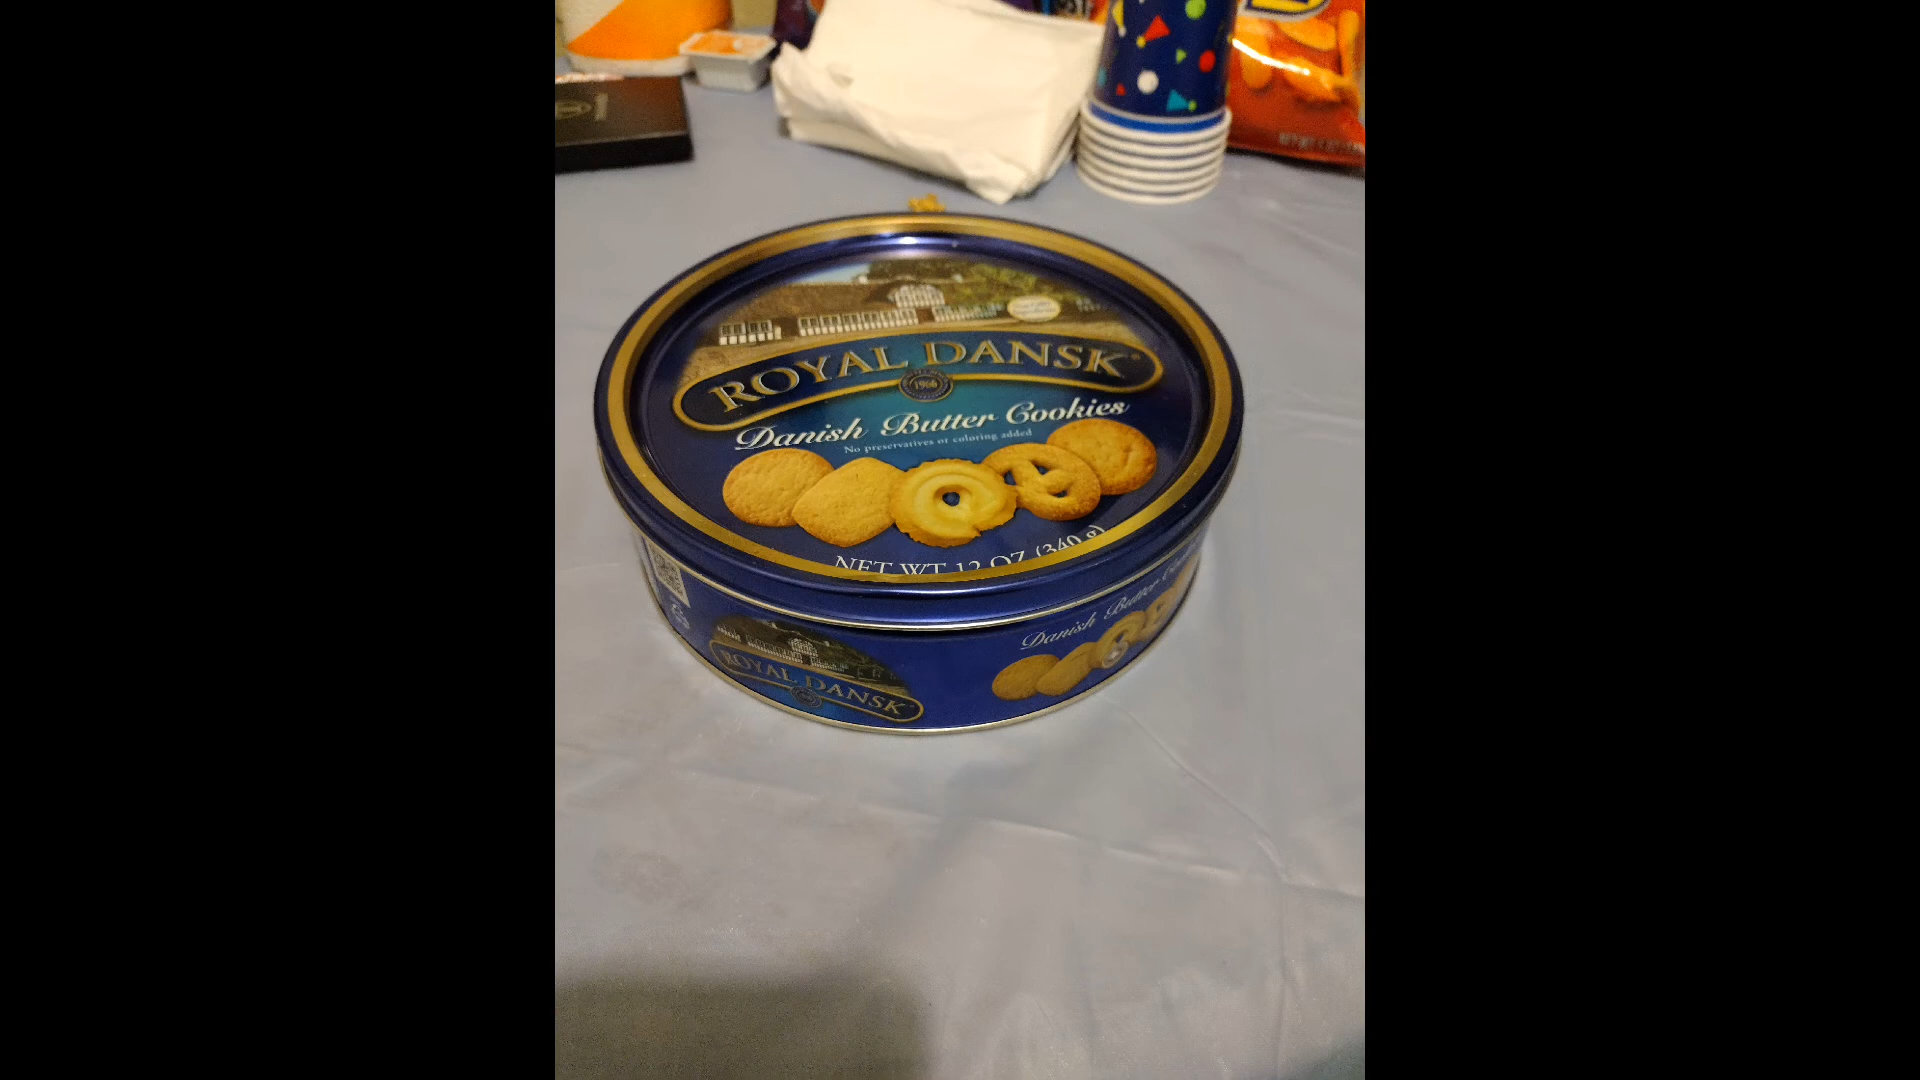 ROYAL DANSK
1966
Danish Butter Cookies
No preservatives or coloring added
NET WT 12 OZ (340 g)
ROYAL DANSK
Danish Butter